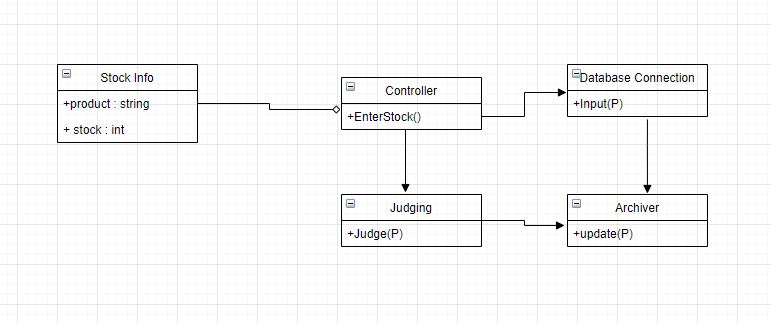 Stock Info
+product : string
+ stock : int
Controller
+EnterStock()
Database Connection
+Input(P)
Judging
+Judge(P)
Archiver
+update(P)